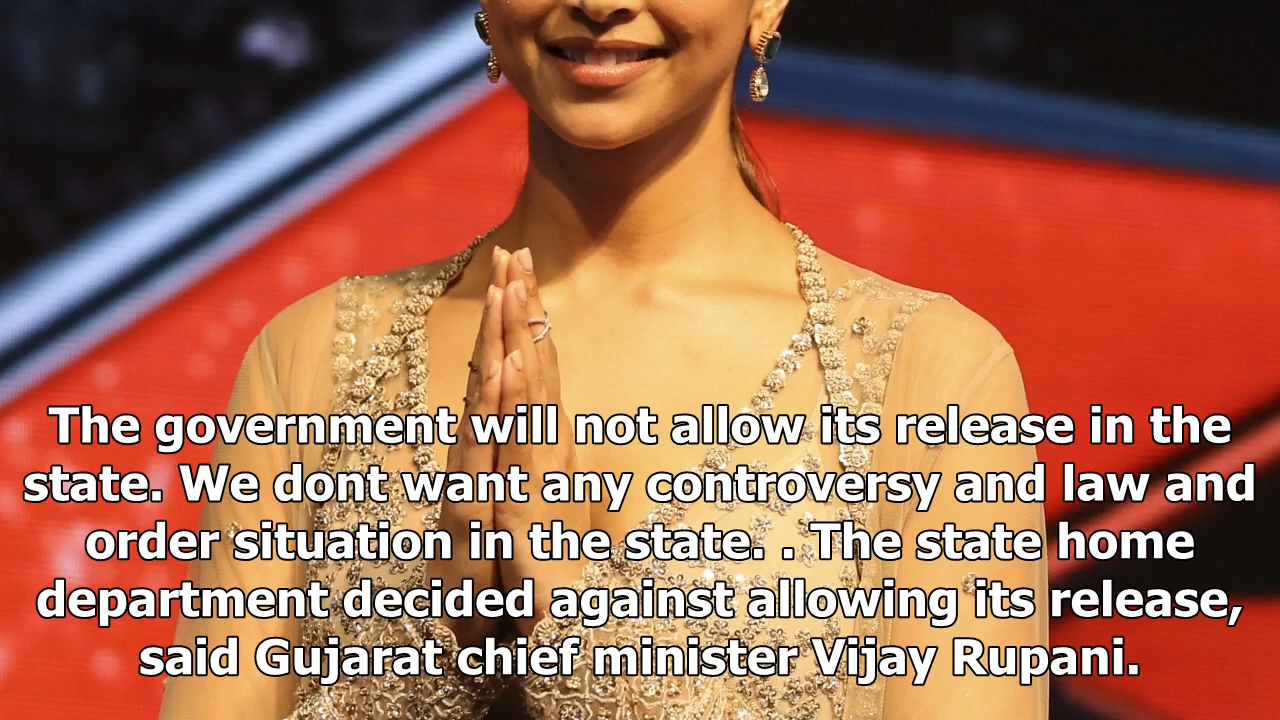 The government will not allow its release in the
state. We dont want any controversy and law and
order situation in the state. . The state home
department decided against allowing its release,
said Gujarat chief minister Vijay Rupani.